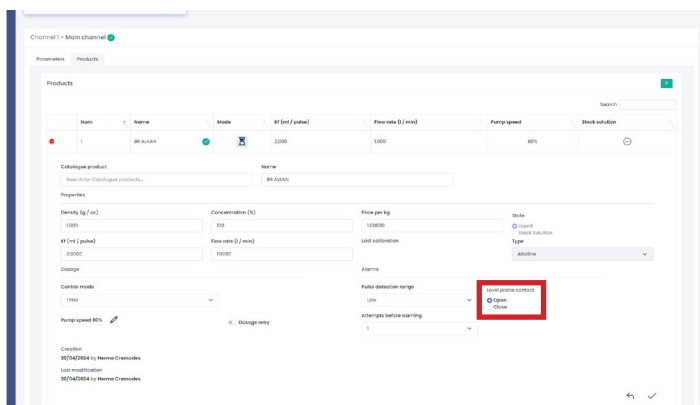 Channel 1 - Main channel
Parameters Products
Products
+
Search
Num Name Mode Kf (ml / pulse) Flow rate (l / min) Pump speed Stock solution
1 BR ALKAN 2,000 1,000 80%
Catalogue product Name
Search for Catalogue products... BR ALKAN
Properties
Density (g / cc) Concentration (%) Price per kg State
1.000 100 1.00000 Liquid
Stock Solution
Kf (ml / pulse) Flow rate (l / min) Last calibration Type
2.0000 1.0000 Alkaline
Dosage Alarms
Control mode Pulse detection range Level probe contact
Time Low Open
Close
Pump speed 80% Dosage retry Attempts before warning
1
Creation
30/04/2024 by Herme Cremades
Last modification
30/04/2024 by Herme Cremades